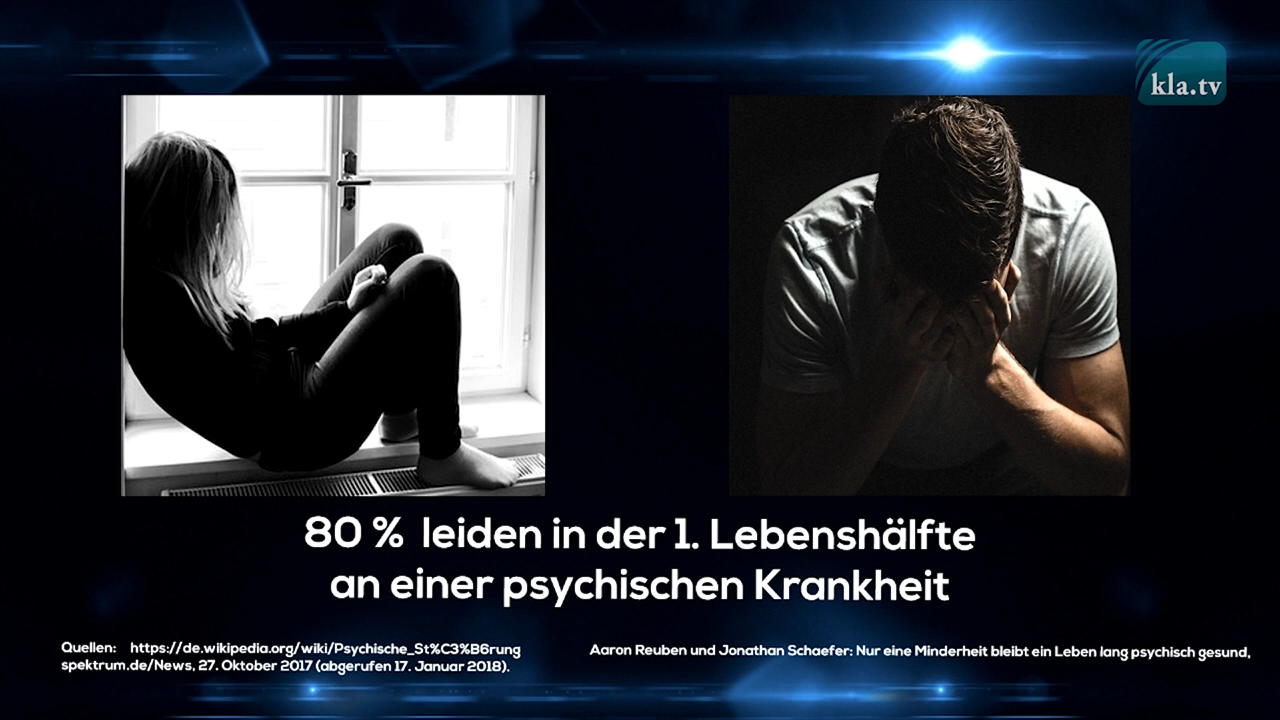 kla.tv
80 % leiden in der 1. Lebenshälfte
an einer psychischen Krankheit
Quellen: https://de.wikipedia.org/wiki/Psychische_St%C3%B6rung Aaron Reuben und Jonathan Schaefer: Nur eine Minderheit bleibt ein Leben lang psychisch gesund,
spektrum.de/News, 27. Oktober 2017 (abgerufen 17. Januar 2018).